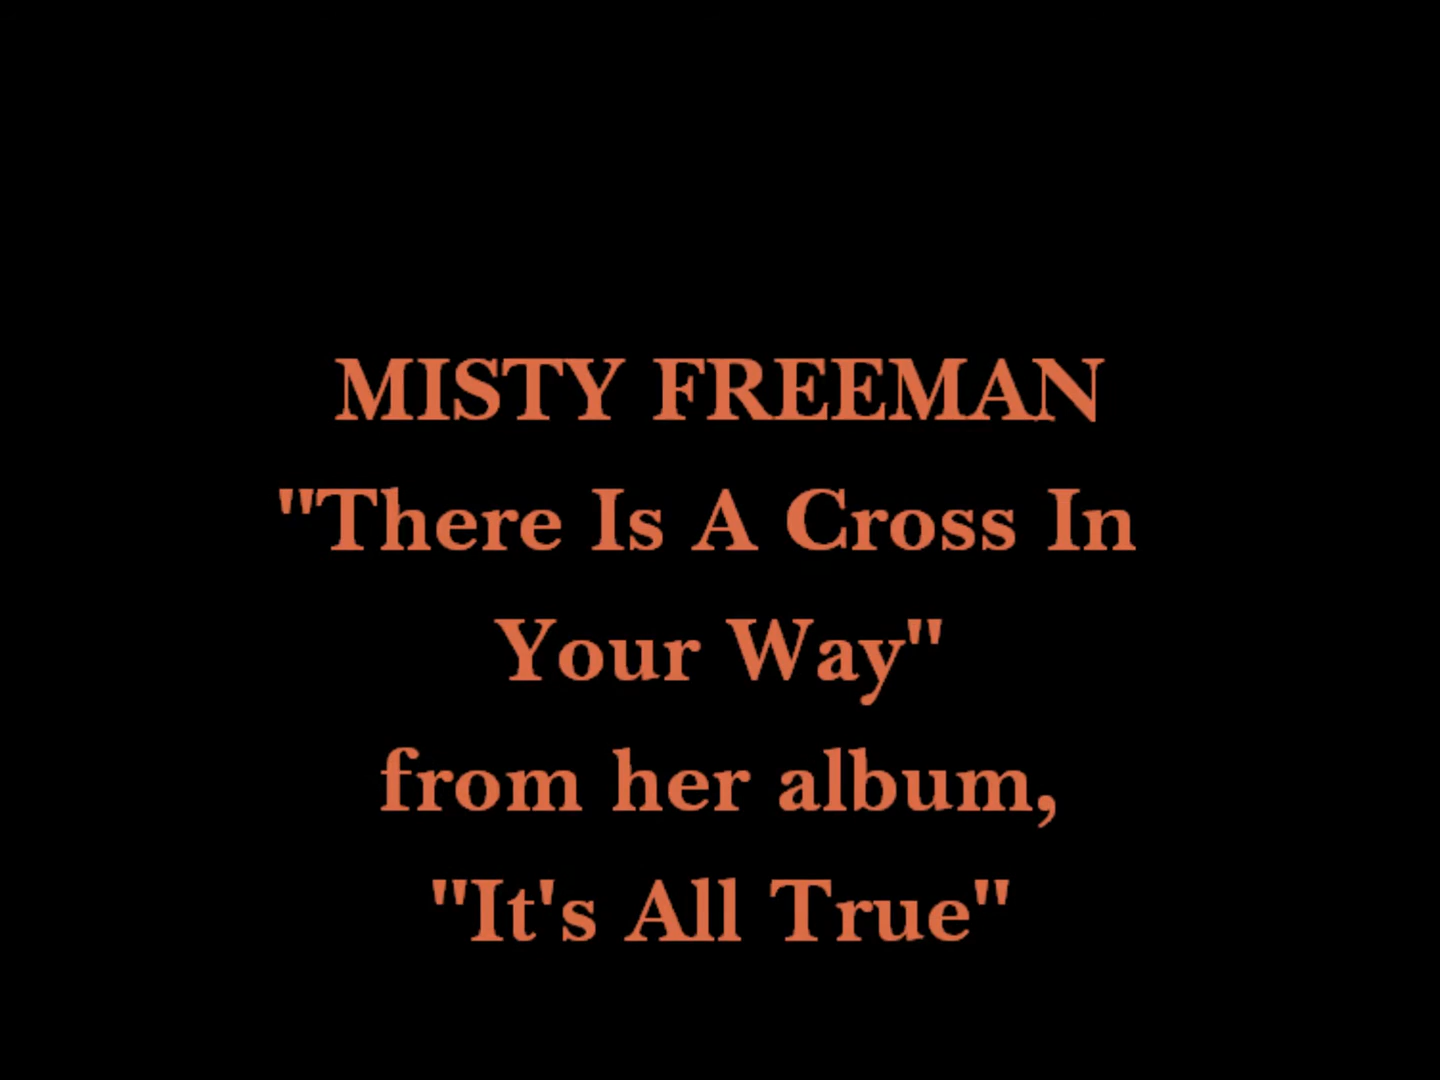 MISTY FREEMAN
"There Is A Cross In
Your Way"
from her album,
"It's All True"